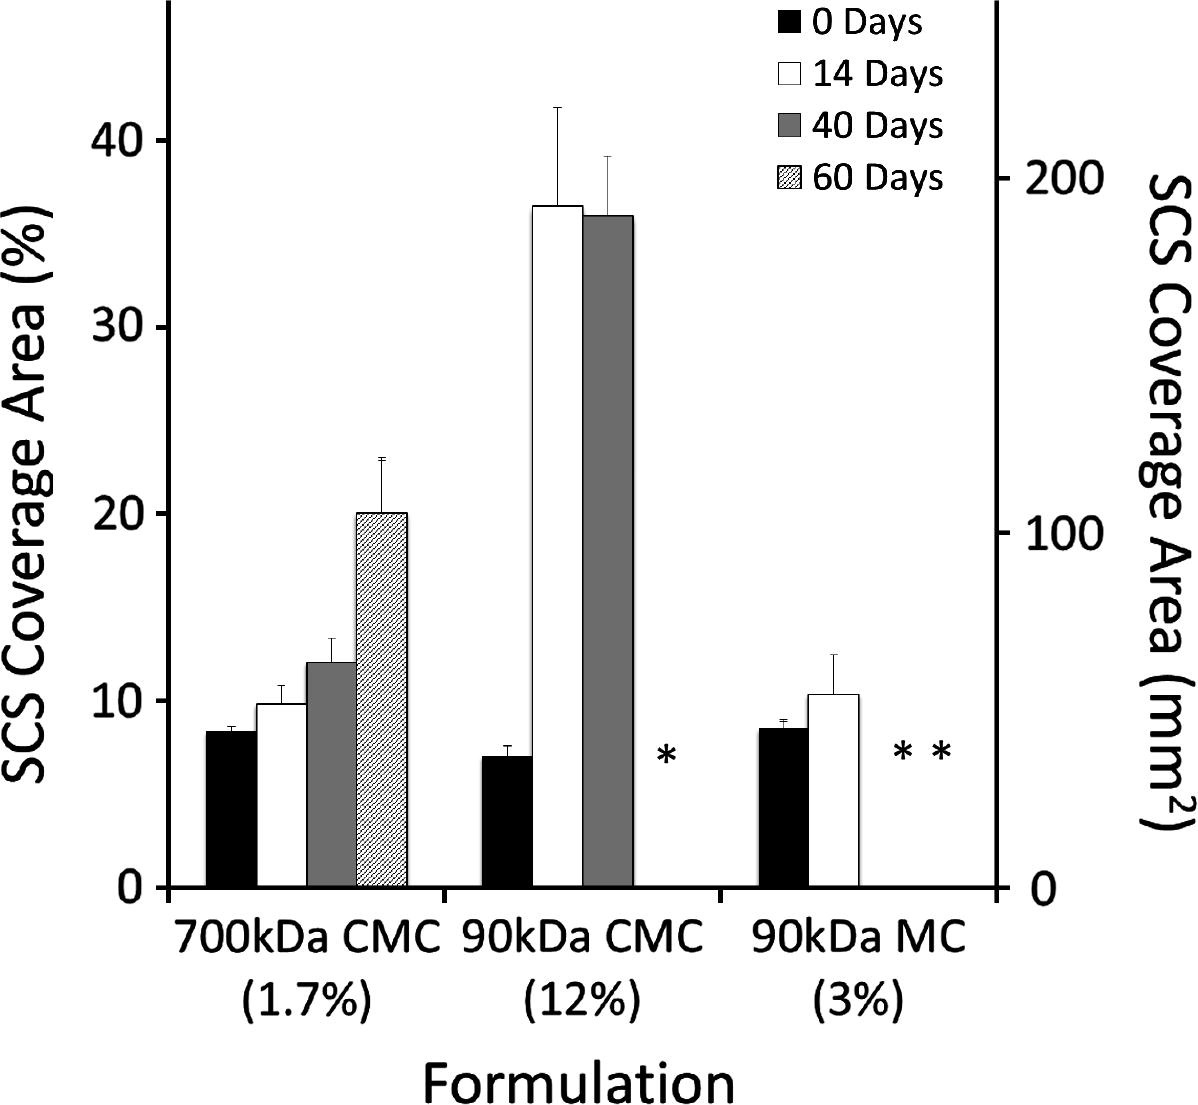 0 Days
14 Days
40 Days
60 Days
SCS Coverage Area (%)
40
30
20
10
0
200
100
0
SCS Coverage Area (mm²)
*
* *
700kDa CMC
(1.7%)
90kDa CMC
(12%)
90kDa MC
(3%)
Formulation